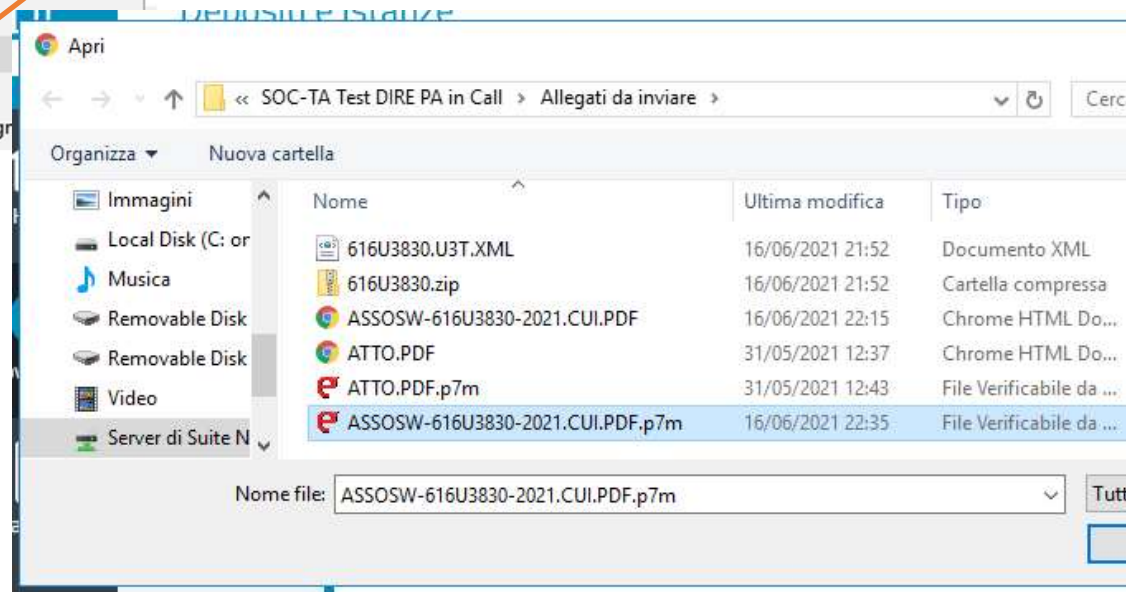 Depositi e istanze
Apri
« SOC-TA Test DIRE PA in Call > Allegati da inviare >
Cerc
Organizza
Nuova cartella
Immagini
Local Disk (C: or
Musica
Removable Disk
Removable Disk
Video
Server di Suite N
Nome Ultima modifica Tipo
616U3830.U3T.XML 16/06/2021 21:52 Documento XML
616U3830.zip 16/06/2021 21:52 Cartella compressa
ASSOSW-616U3830-2021.CUI.PDF 16/06/2021 22:15 Chrome HTML Do...
ATTO.PDF 31/05/2021 12:37 Chrome HTML Do...
ATTO.PDF.p7m 31/05/2021 12:43 File Verificabile da ...
ASSOSW-616U3830-2021.CUI.PDF.p7m 16/06/2021 22:35 File Verificabile da ...
Nome file: ASSOSW-616U3830-2021.CUI.PDF.p7m
Tutt